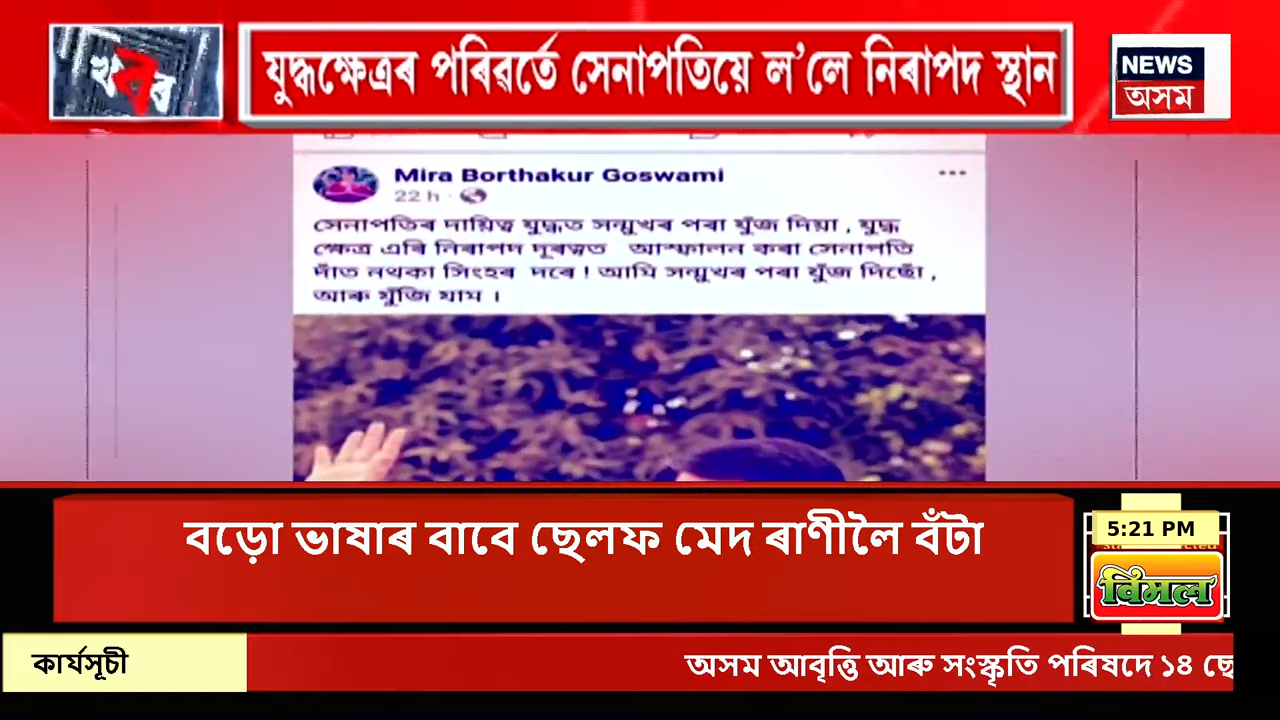 খবৰ
যুদ্ধক্ষেত্ৰৰ পৰিৱৰ্তে সেনাপতিয়ে ল'লে নিৰাপদ স্থান
NEWS
অসম
Mira Borthakur Goswami
22 h
সেনাপতিৰ দায়িত্ব যুদ্ধত সন্মুখৰ পৰা যুঁজ দিয়া , যুদ্ধ
ক্ষেত্ৰ এৰি নিৰাপদ দূৰত্বত আস্ফালন কৰা সেনাপতি
দাঁত নথকা সিংহৰ দৰে ! আমি সন্মুখৰ পৰা যুঁজ দিছোঁ ,
আৰু যুঁজি যাম ।
বড়ো ভাষাৰ বাবে ছেলফ মেদ ৰাণীলৈ বঁটা
5:21 PM
বিমল
কাৰ্যসূচী
অসম আবৃত্তি আৰু সংস্কৃতি পৰিষদে ১৪ ছে